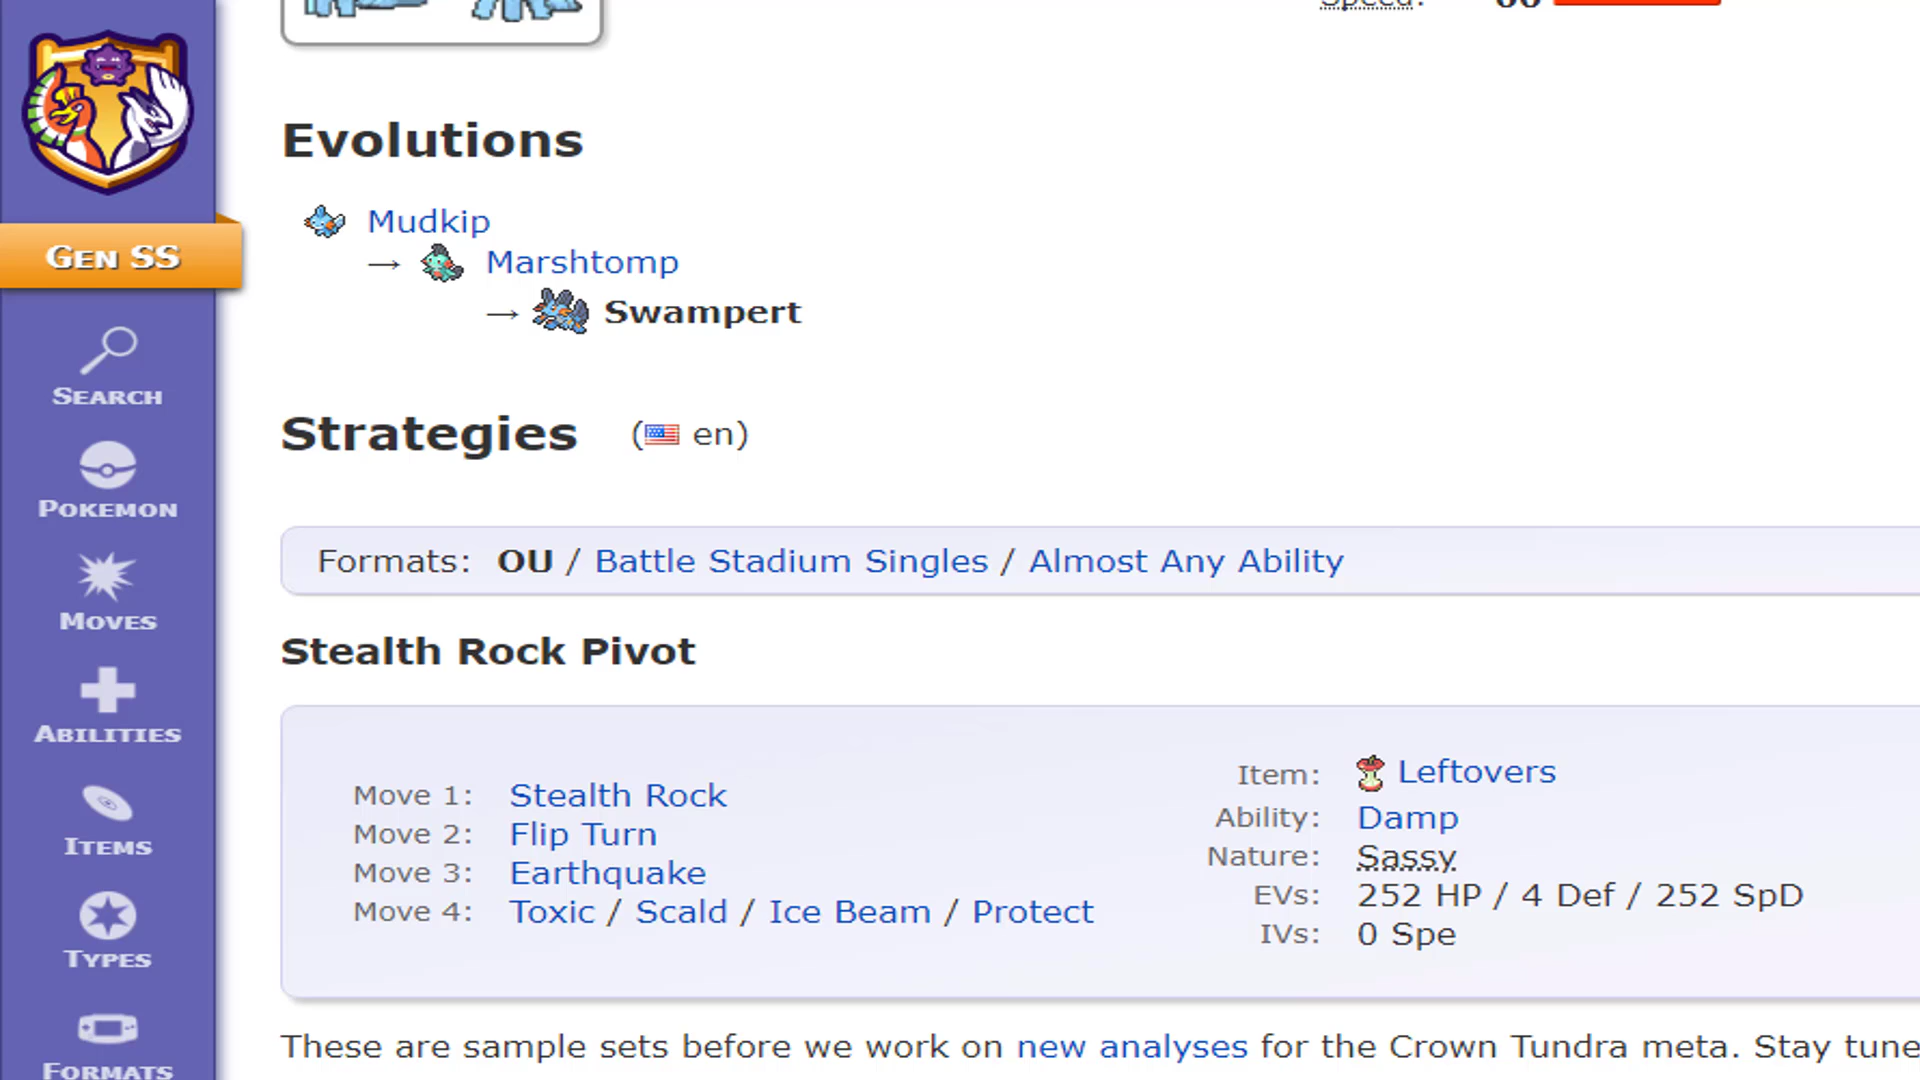 Speed: 60
Evolutions
Mudkip
→ Marshtomp
→ Swampert
GEN SS
SEARCH
POKEMON
MOVES
ABILITIES
ITEMS
TYPES
FORMATS
Strategies (en)
Formats: OU / Battle Stadium Singles / Almost Any Ability
Stealth Rock Pivot
Move 1: Stealth Rock
Move 2: Flip Turn
Move 3: Earthquake
Move 4: Toxic / Scald / Ice Beam / Protect
Item: Leftovers
Ability: Damp
Nature: Sassy
EVs: 252 HP / 4 Def / 252 SpD
IVs: 0 Spe
These are sample sets before we work on new analyses for the Crown Tundra meta. Stay tune